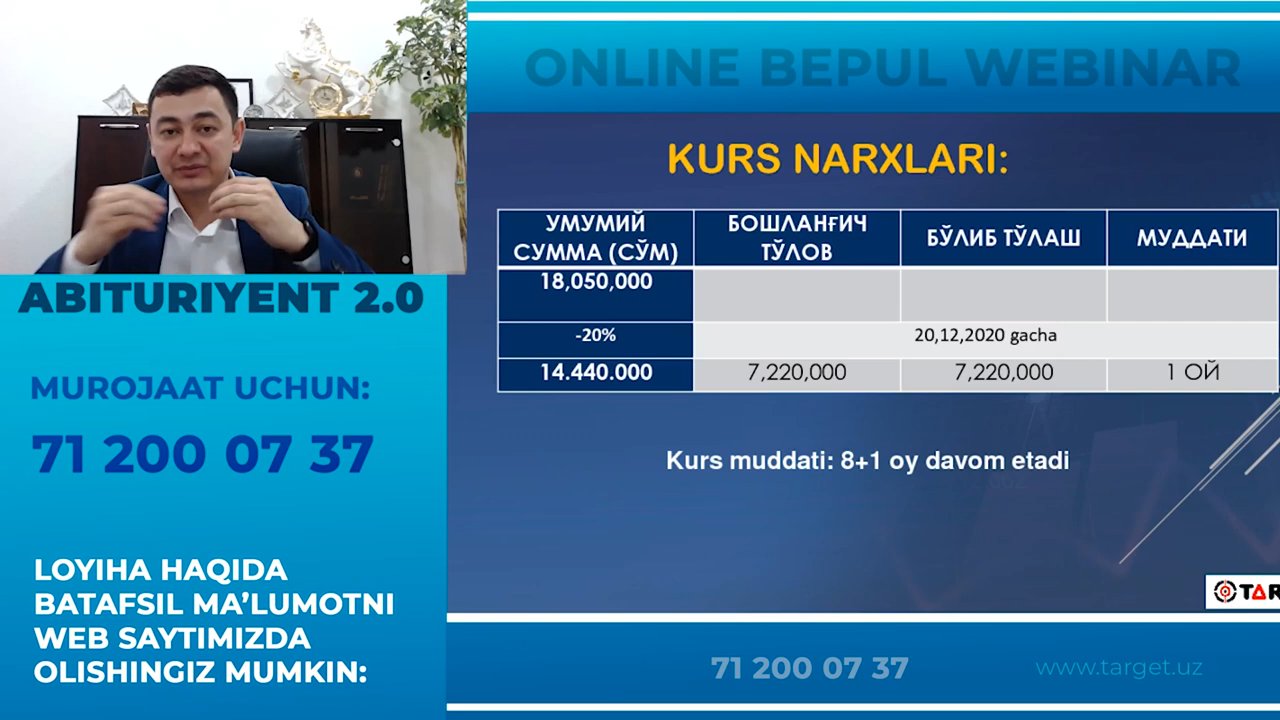 ONLINE BEPUL WEBINAR
KURS NARXLARI:
УМУМИЙ
СУММА (СЎМ)
БОШЛАНҒИЧ
ТЎЛОВ
БЎЛИБ ТЎЛАШ
МУДДАТИ
18,050,000
-20%
20,12,2020 gacha
14.440.000
7,220,000
7,220,000
1 ОЙ
Kurs muddati: 8+1 oy davom etadi
ABITURIYENT 2.0
MUROJAAT UCHUN:
71 200 07 37
LOYIHA HAQIDA
BATAFSIL MA’LUMOTNI
WEB SAYTIMIZDA
OLISHINGIZ MUMKIN:
71 200 07 37
www.target.uz